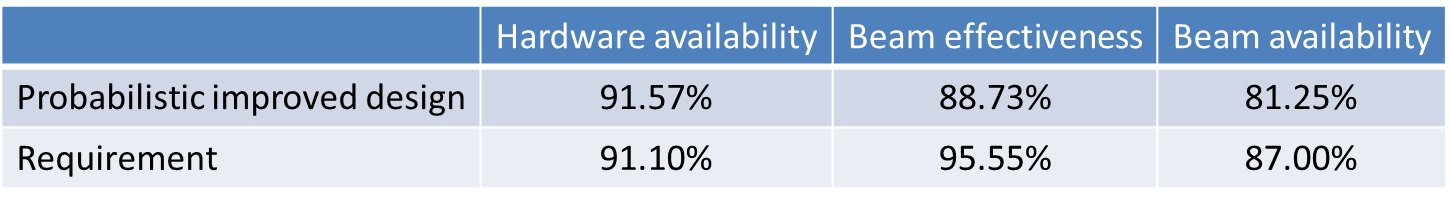 Hardware availability Beam effectiveness Beam availability
Probabilistic improved design 91.57% 88.73% 81.25%
Requirement 91.10% 95.55% 87.00%